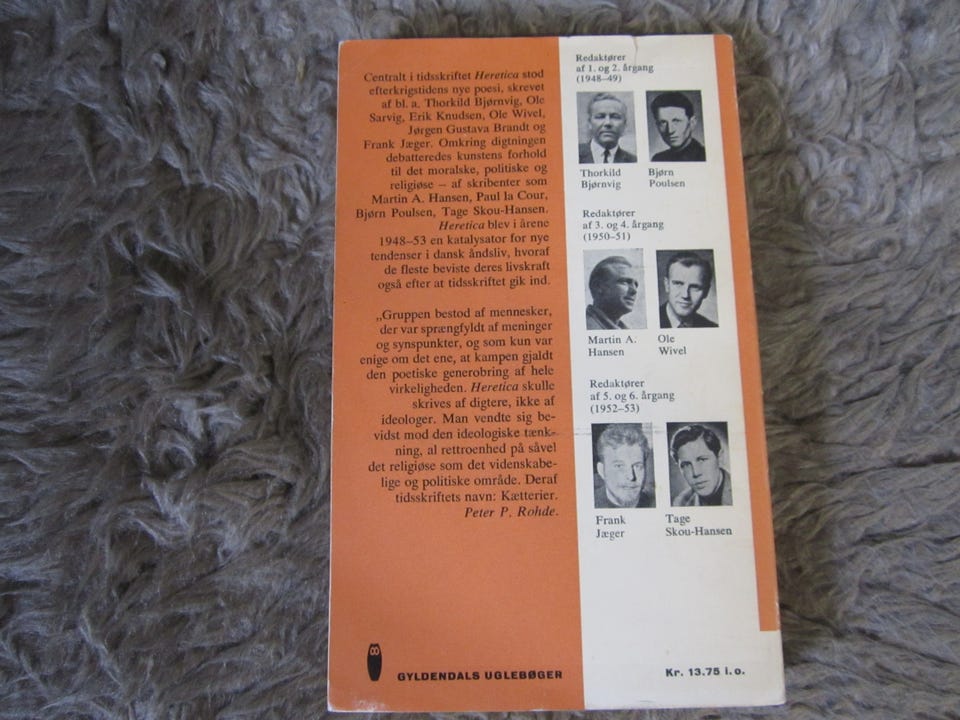 Centralt i tidsskriftet Heretica stod
efterkrigstidens nye poesi, skrevet
af bl. a. Thorkild Bjørnvig, Ole
Sarvig, Erik Knudsen, Ole Wivel,
Jørgen Gustava Brandt og
Frank Jæger. Omkring digtningen
debatteredes kunstens forhold
til det moralske, politiske og
religiøse – af skribenter som
Martin A. Hansen, Paul la Cour,
Bjørn Poulsen, Tage Skou-Hansen.
Heretica blev i årene
1948–53 en katalysator for nye
tendenser i dansk åndsliv, hvoraf
de fleste beviste deres livskraft
også efter at tidsskriftet gik ind.
„Gruppen bestod af mennesker,
der var sprængfyldt af meninger
og synspunkter, og som kun var
enige om det ene, at kampen gjaldt
den poetiske generobring af hele
virkeligheden. Heretica skulle
skrives af digtere, ikke af
ideologer. Man vendte sig be-
vidst mod den ideologiske tænk-
ning, al rettroenhed på såvel
det religiøse som det videnskabe-
lige og politiske område. Deraf
tidsskriftets navn: Kætterier.
Peter P. Rohde.
GYLDENDALS UGLEBØGER
Redaktører
af 1. og 2. årgang
(1948–49)
Thorkild
Bjørnvig
Bjørn
Poulsen
Redaktører
af 3. og 4. årgang
(1950–51)
Martin A.
Hansen
Ole
Wivel
Redaktører
af 5. og 6. årgang
(1952–53)
Frank
Jæger
Tage
Skou-Hansen
Kr. 13.75 i. o.